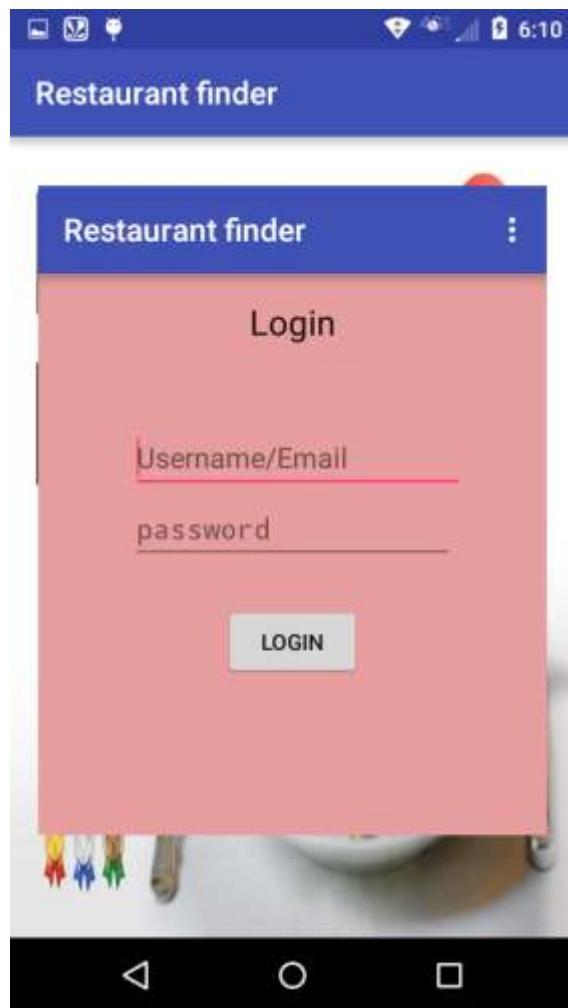 6:10
Restaurant finder
Restaurant finder
Login
Username/Email
password
LOGIN